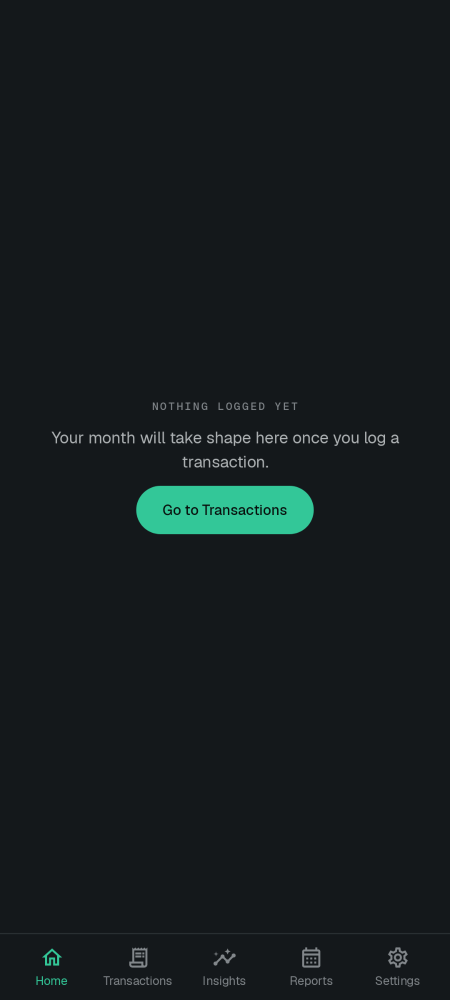 NOTHING LOGGED YET
Your month will take shape here once you log a
transaction.
Go to Transactions
Home
Transactions
Insights
Reports
Settings